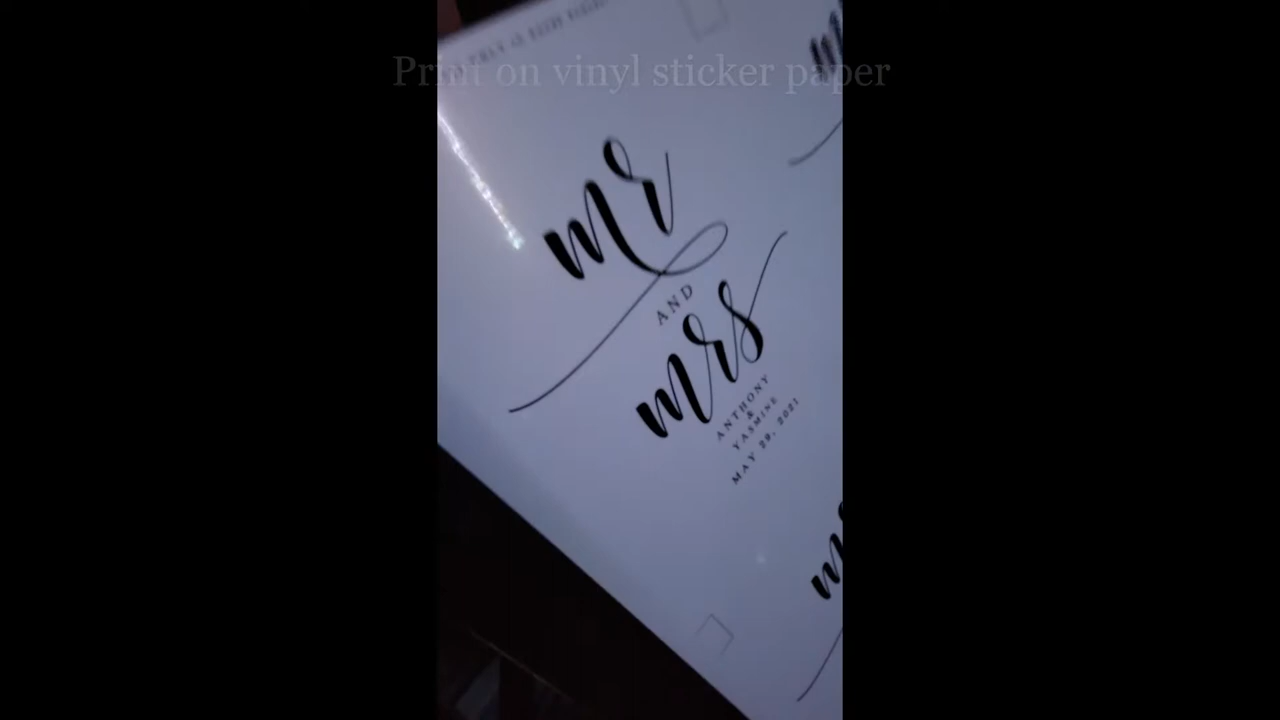 Print on vinyl sticker paper
mr
AND
mrs
ANTHONY
&
YASMINE
MAY 29, 2021